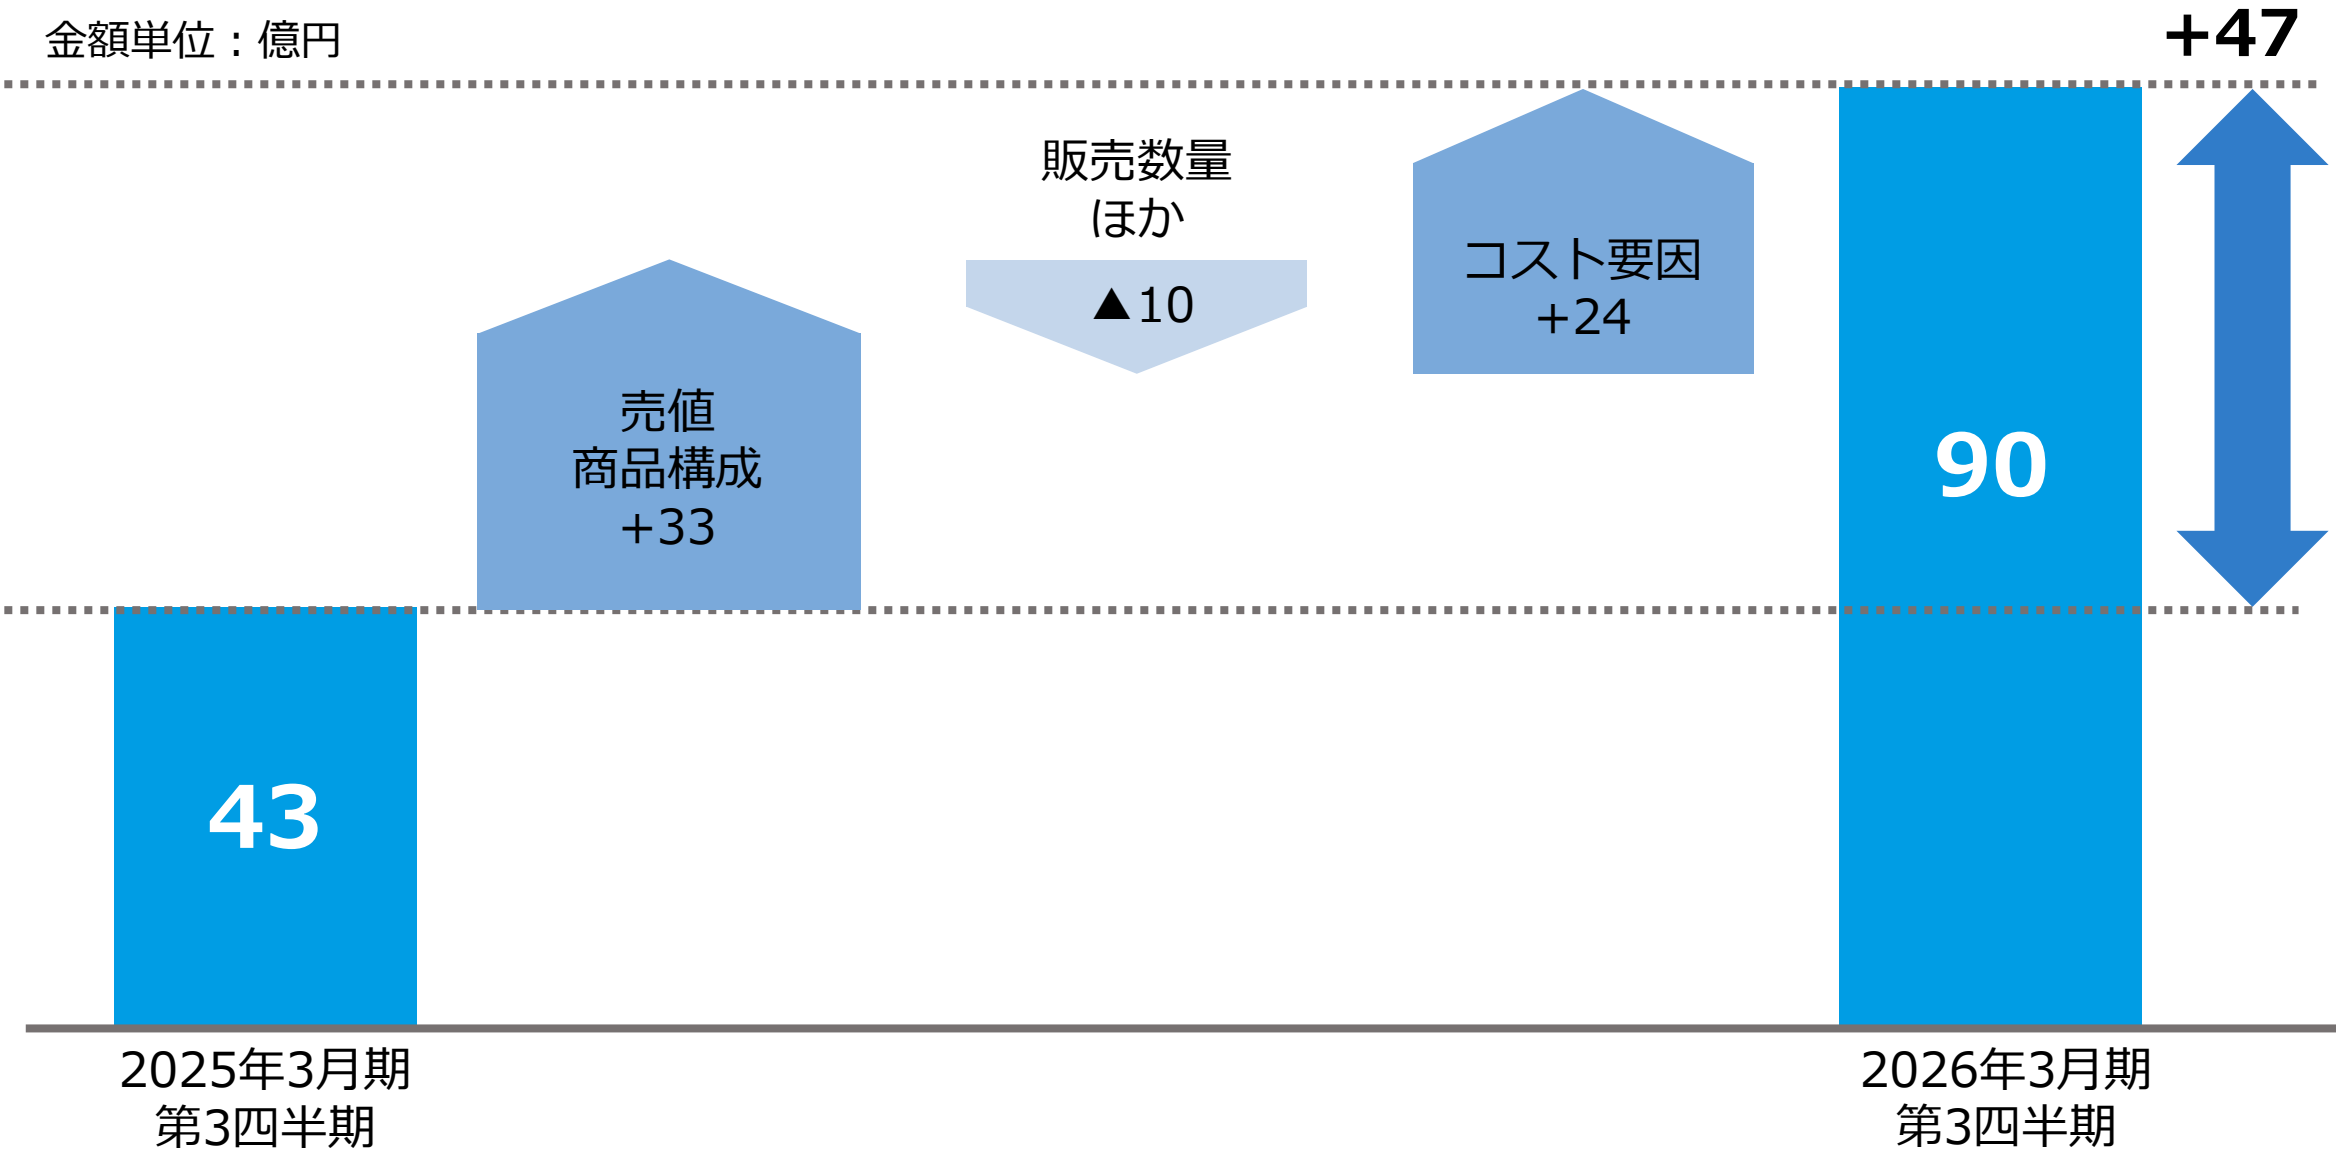 金額単位：億円
+47
販売数量
ほか
▲10
コスト要因
+24
売値
商品構成
+33
90
43
2025年3月期
第3四半期
2026年3月期
第3四半期